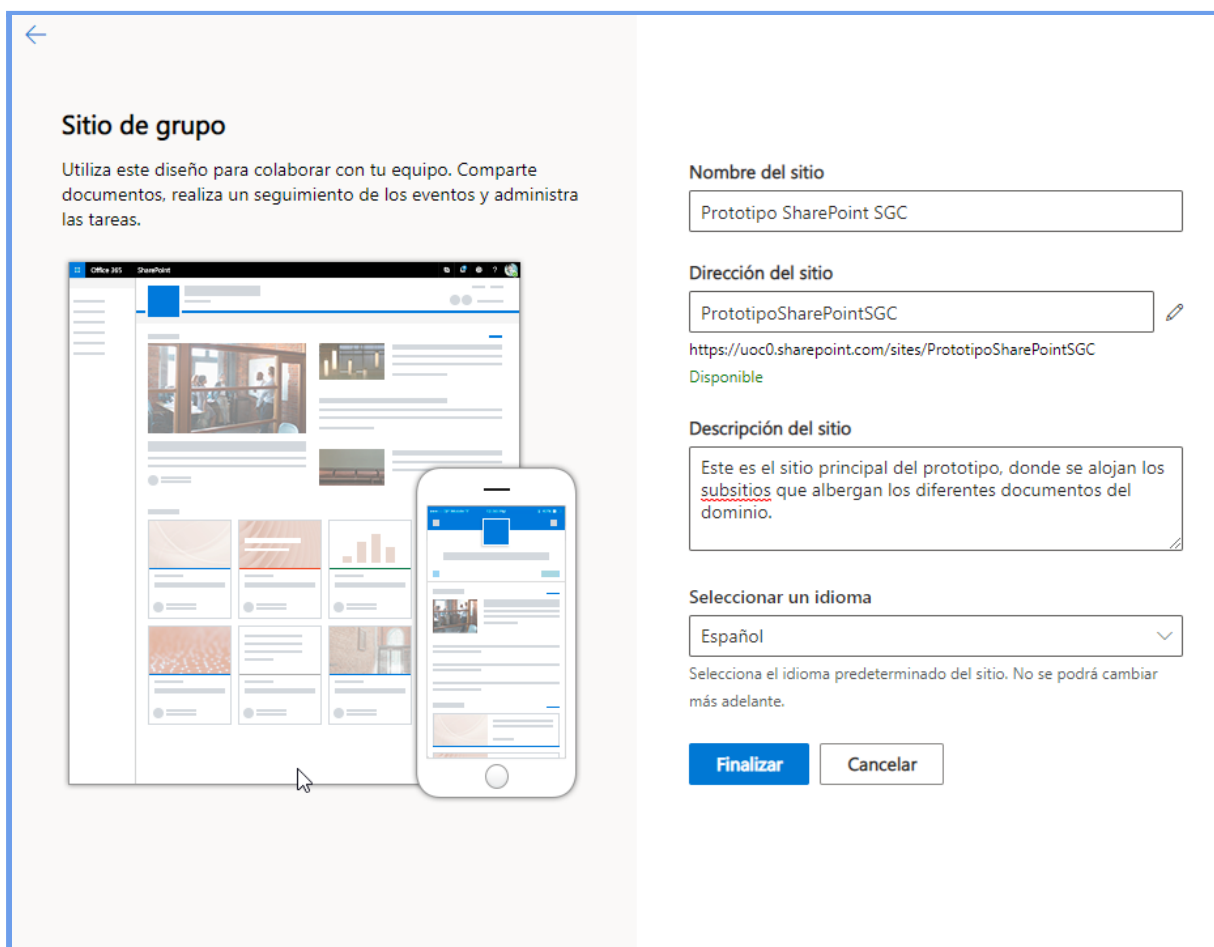 Sitio de grupo
Utiliza este diseño para colaborar con tu equipo. Comparte
documentos, realiza un seguimiento de los eventos y administra
las tareas.
Office 365 SharePoint
Nombre del sitio
Prototipo SharePoint SGC
Dirección del sitio
PrototipoSharePointSGC
https://uoc0.sharepoint.com/sites/PrototipoSharePointSGC
Disponible
Descripción del sitio
Este es el sitio principal del prototipo, donde se alojan los
subsitios que albergan los diferentes documentos del
dominio.
Seleccionar un idioma
Español
Selecciona el idioma predeterminado del sitio. No se podrá cambiar
más adelante.
Finalizar Cancelar